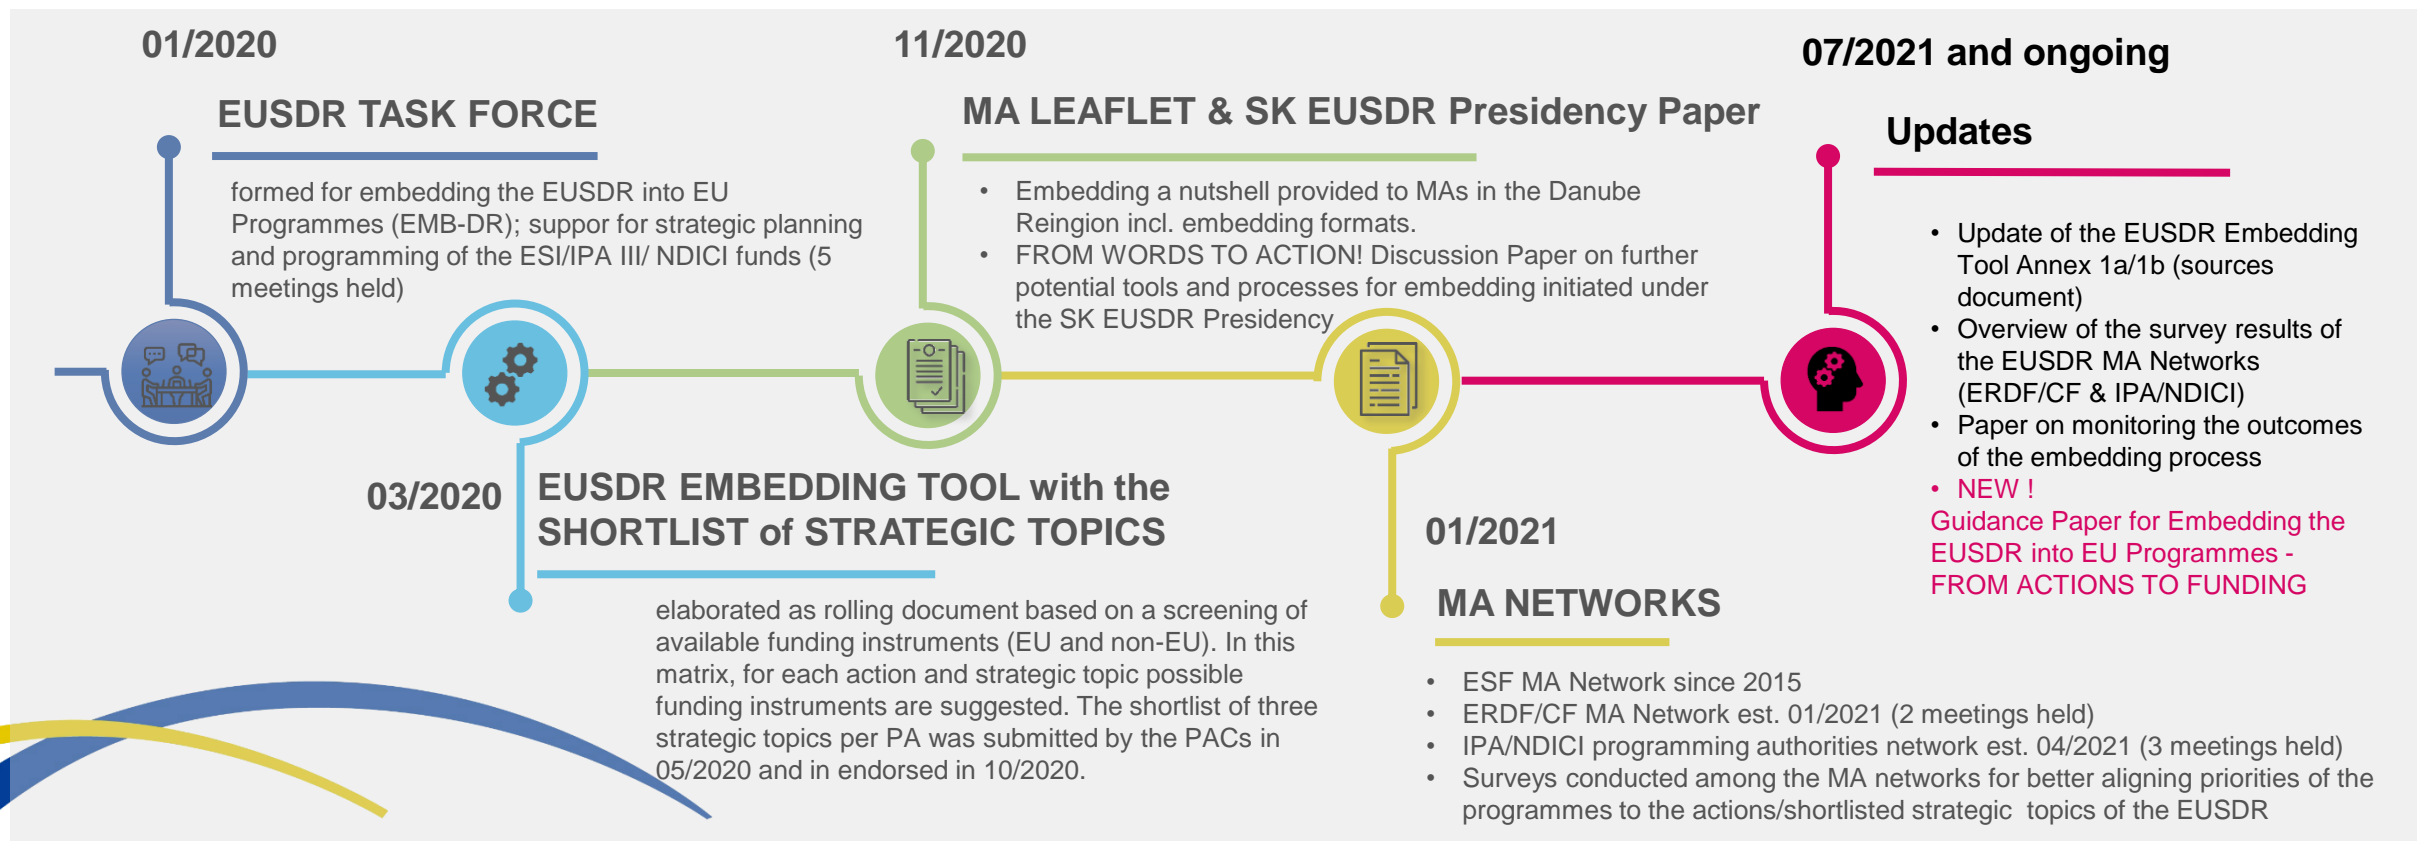 01/2020
EUSDR TASK FORCE
formed for embedding the EUSDR into EU
Programmes (EMB-DR); suppor for strategic planning
and programming of the ESI/IPA III/ NDICI funds (5
meetings held)
03/2020
EUSDR EMBEDDING TOOL with the
SHORTLIST of STRATEGIC TOPICS
elaborated as rolling document based on a screening of
available funding instruments (EU and non-EU). In this
matrix, for each action and strategic topic possible
funding instruments are suggested. The shortlist of three
strategic topics per PA was submitted by the PACs in
05/2020 and in endorsed in 10/2020.
11/2020
MA LEAFLET & SK EUSDR Presidency Paper
• Embedding a nutshell provided to MAs in the Danube
Reingion incl. embedding formats.
• FROM WORDS TO ACTION! Discussion Paper on further
potential tools and processes for embedding initiated under
the SK EUSDR Presidency
01/2021
MA NETWORKS
• ESF MA Network since 2015
• ERDF/CF MA Network est. 01/2021 (2 meetings held)
• IPA/NDICI programming authorities network est. 04/2021 (3 meetings held)
• Surveys conducted among the MA networks for better aligning priorities of the
programmes to the actions/shortlisted strategic topics of the EUSDR
07/2021 and ongoing
Updates
• Update of the EUSDR Embedding
Tool Annex 1a/1b (sources
document)
• Overview of the survey results of
the EUSDR MA Networks
(ERDF/CF & IPA/NDICI)
• Paper on monitoring the outcomes
of the embedding process
• NEW !
Guidance Paper for Embedding the
EUSDR into EU Programmes -
FROM ACTIONS TO FUNDING